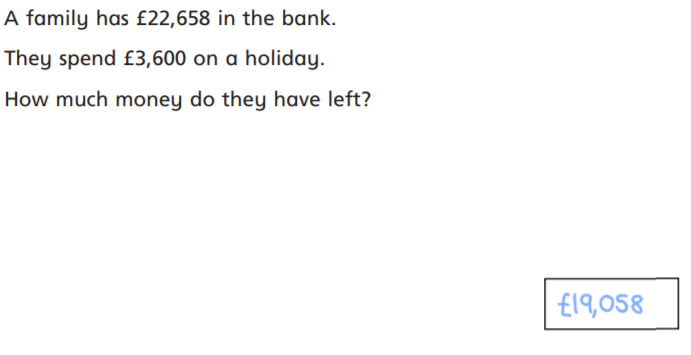 A family has £22,658 in the bank.
They spend £3,600 on a holiday.
How much money do they have left?
£19,058